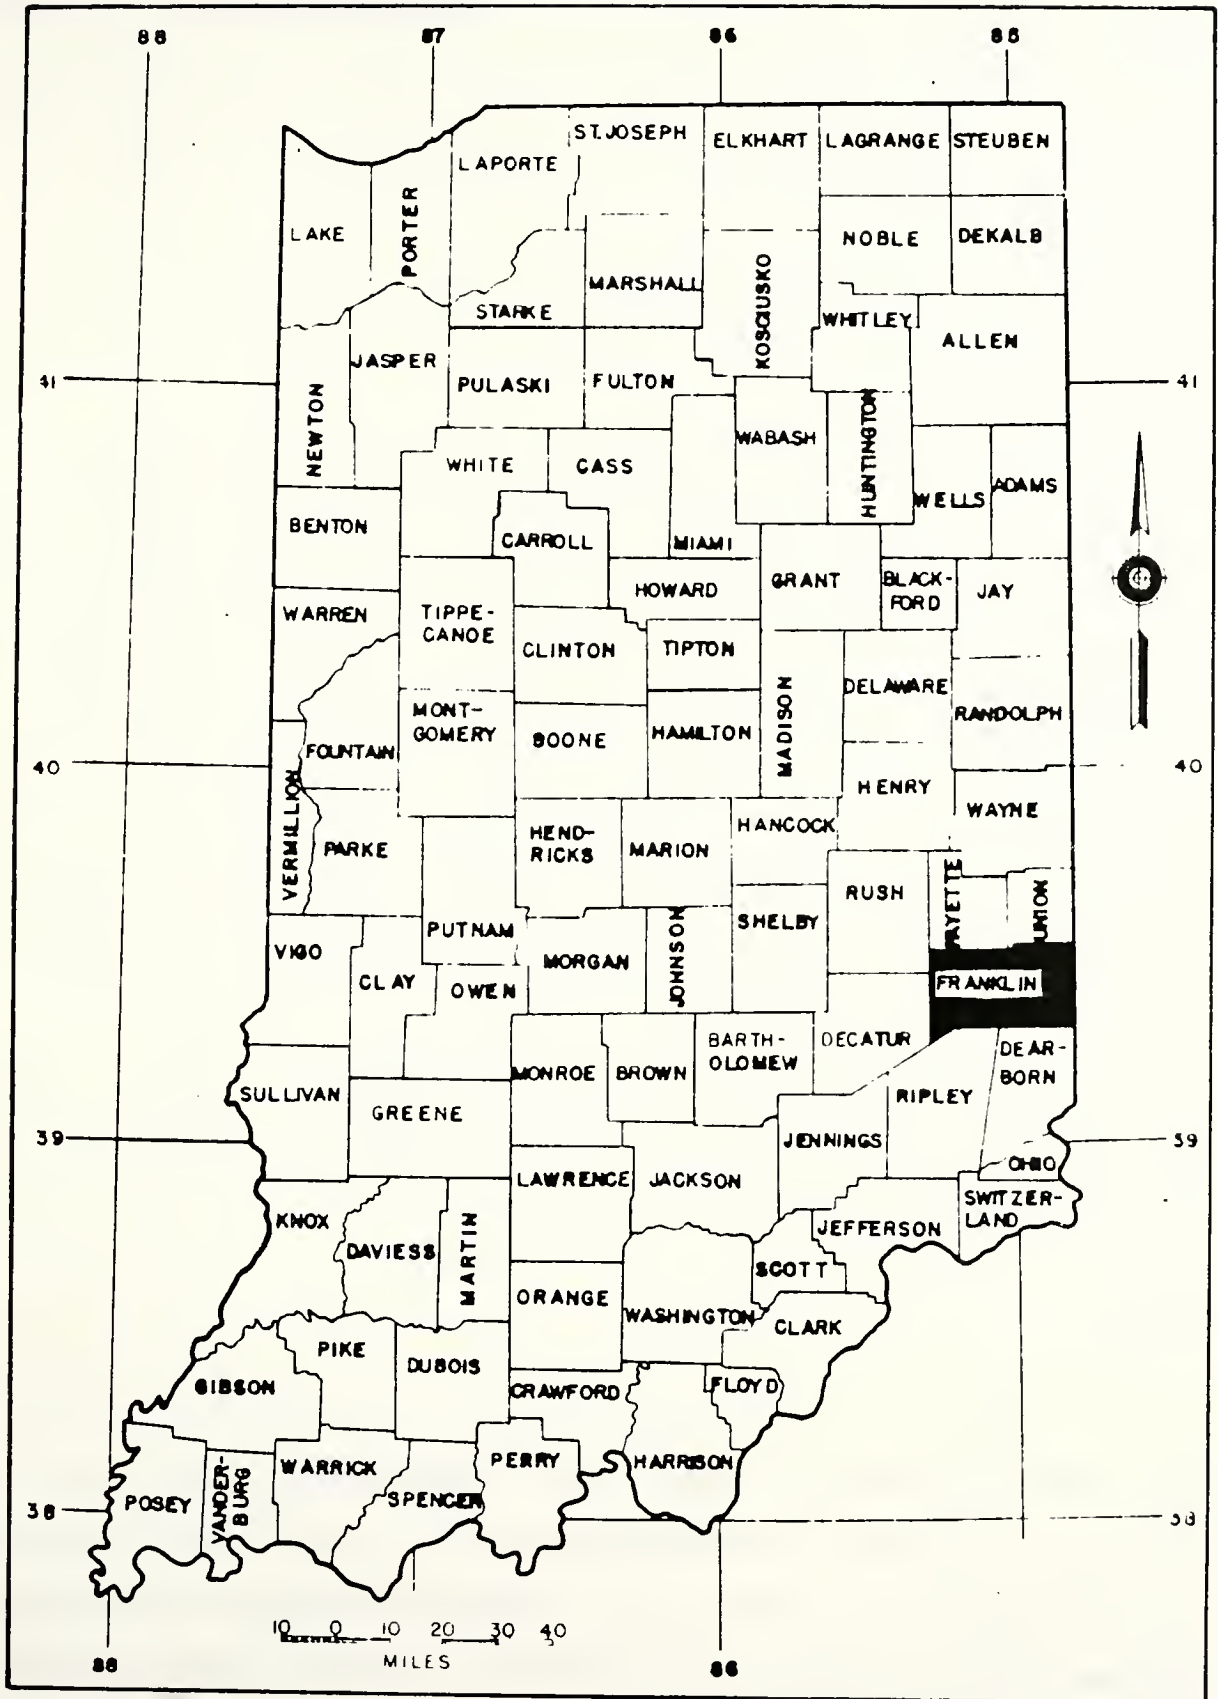 88 87 86 85
ST. JOSEPH
ELKHART
LAGRANGE
STEUBEN
LAPORTE
LAKE
PORTER
NOBLE
DEKALB
MARSHALL
STARKE
KOSCIUSKO
WHITLEY
ALLEN
JASPER
41
PULASKI
FULTON
41
NEWTON
WABASH
HUNTINGTON
WHITE
CASS
WELLS
ADAMS
BENTON
CARROLL
MIAMI
GRANT
BLACK-
FORD
JAY
HOWARD
WARREN
TIPPE-
CANOE
CLINTON
TIPTON
MADISON
DELAWARE
RANDOLPH
MONT-
GOMERY
BOONE
HAMILTON
FOUNTAIN
40
40
VERMILLION
HENRY
WAYNE
HANCOCK
PARKE
HEND-
RICKS
MARION
RUSH
FAYETTE
UNION
PUTNAM
SHELBY
VIGO
CLAY
OWEN
MORGAN
JOHNSON
FRANKLIN
BARTH-
OLOMEW
DECATUR
DEAR-
BORN
MONROE
BROWN
SULLIVAN
GREENE
RIPLEY
39
JENNINGS
39
OHIO
LAWRENCE
JACKSON
SWITZER-
LAND
KNOX
DAVIESS
MARTIN
JEFFERSON
SCOTT
ORANGE
WASHINGTON
CLARK
PIKE
DUBOIS
GIBSON
CRAWFORD
FLOYD
PERRY
HARRISON
WARRICK
SPENCER
38
POSEY
VANDER-
BURG
38
10 0 10 20 30 40
MILES
88
86